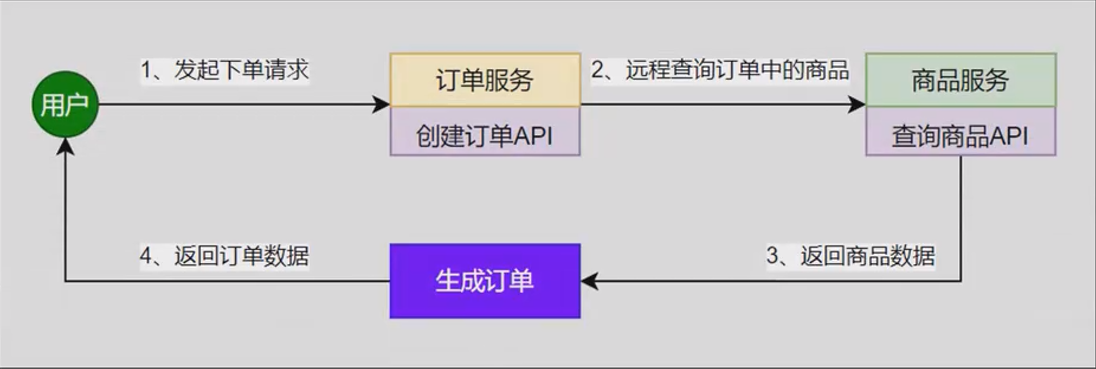 1、发起下单请求
订单服务
2、远程查询订单中的商品
商品服务
用户
创建订单API
查询商品API
4、返回订单数据
生成订单
3、返回商品数据